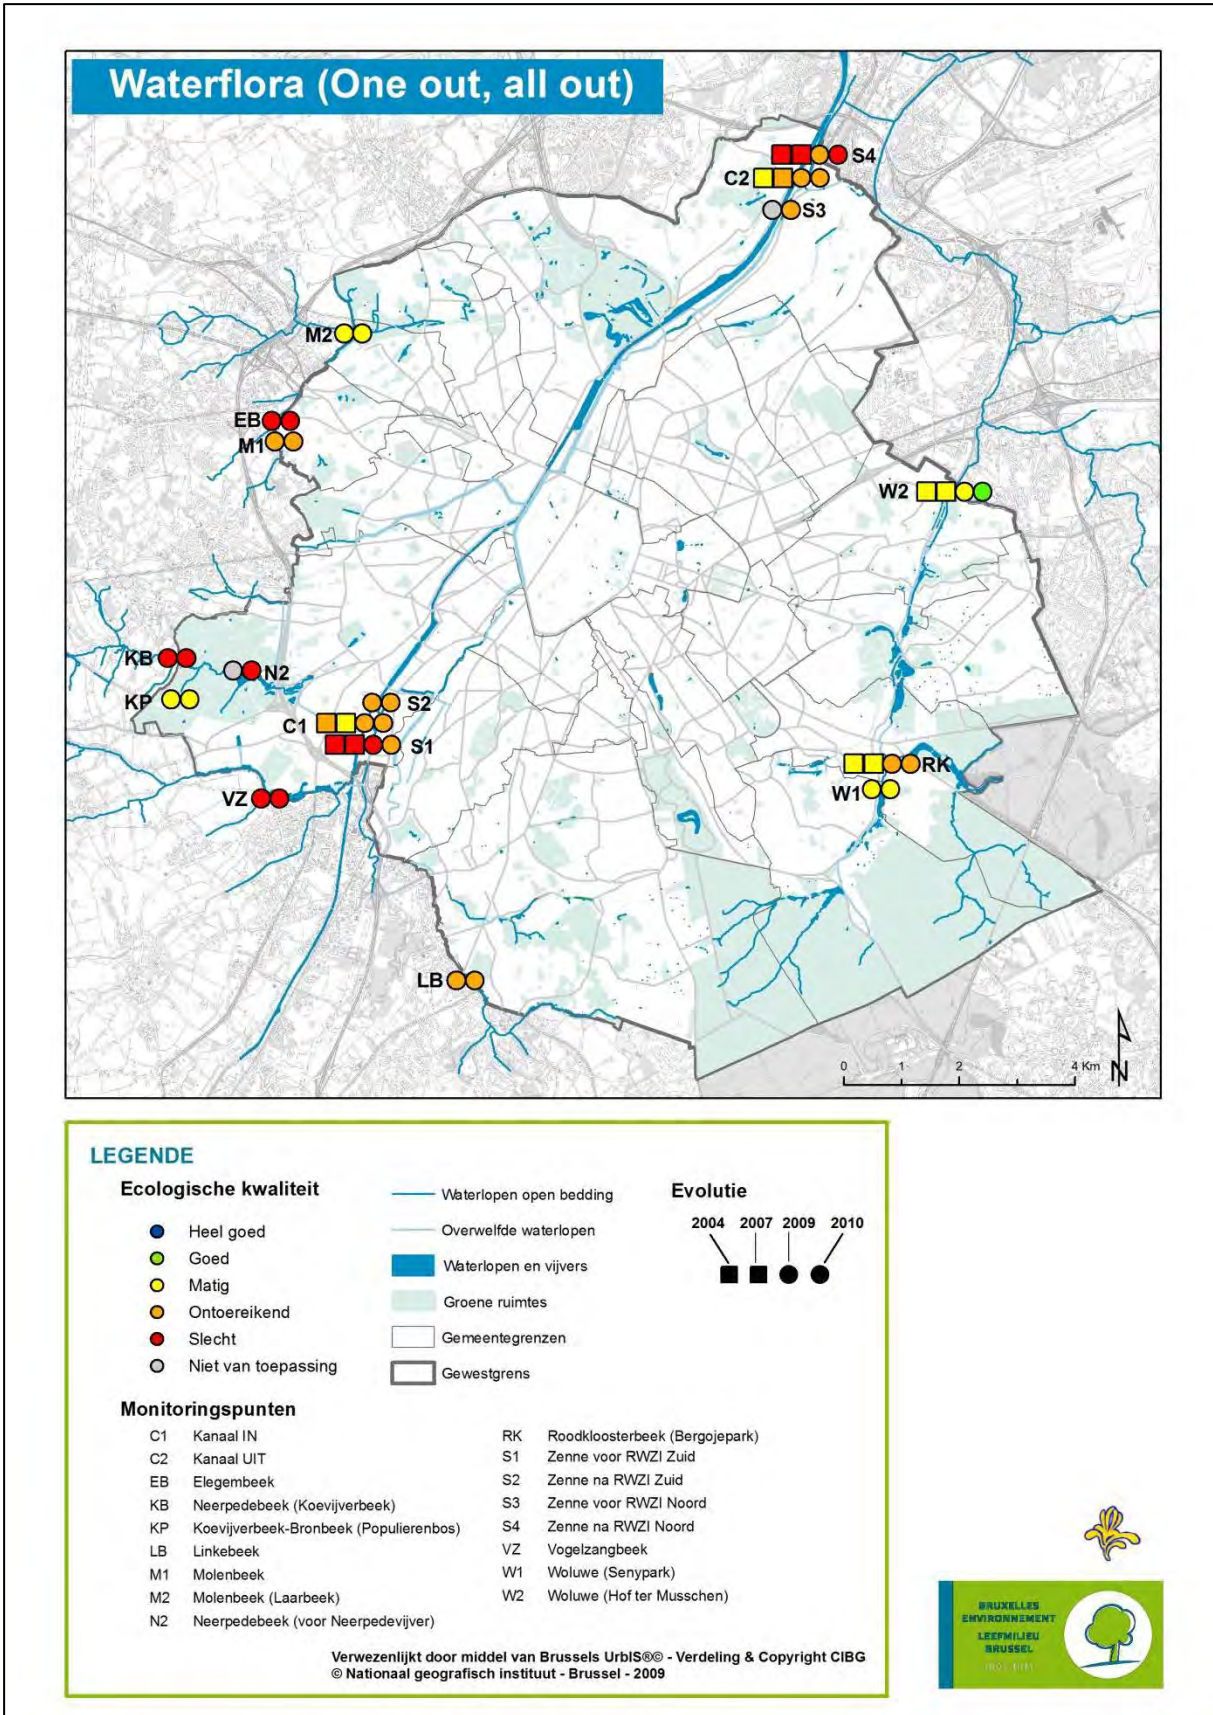 Waterflora (One out, all out)
S4
C2
S3
M2
EB
M1
W2
KB
N2
KP
S2
C1
S1
RK
W1
VZ
LB
0 1 2 4 Km
N
LEGENDE
Ecologische kwaliteit
Heel goed
Goed
Matig
Ontoereikend
Slecht
Niet van toepassing
Waterlopen open bedding
Overwelfde waterlopen
Waterlopen en vijvers
Groene ruimtes
Gemeentegrenzen
Gewestgrens
Evolutie
2004 2007 2009 2010
Monitoringspunten
C1 Kanaal IN
C2 Kanaal UIT
EB Elegembeek
KB Neerpedebeek (Koevijverbeek)
KP Koevijverbeek-Bronbeek (Populierenbos)
LB Linkebeek
M1 Molenbeek
M2 Molenbeek (Laarbeek)
N2 Neerpedebeek (voor Neerpedevijver)
RK Roodkloosterbeek (Bergojepark)
S1 Zenne voor RWZI Zuid
S2 Zenne na RWZI Zuid
S3 Zenne voor RWZI Noord
S4 Zenne na RWZI Noord
VZ Vogelzangbeek
W1 Woluwe (Senypark)
W2 Woluwe (Hof ter Musschen)
Verwezenlijkt door middel van Brussels UrbIS®© - Verdeling & Copyright CIBG
© Nationaal geografisch instituut - Brussel - 2009
BRUXELLES
ENVIRONNEMENT
LEEFMILIEU
BRUSSEL